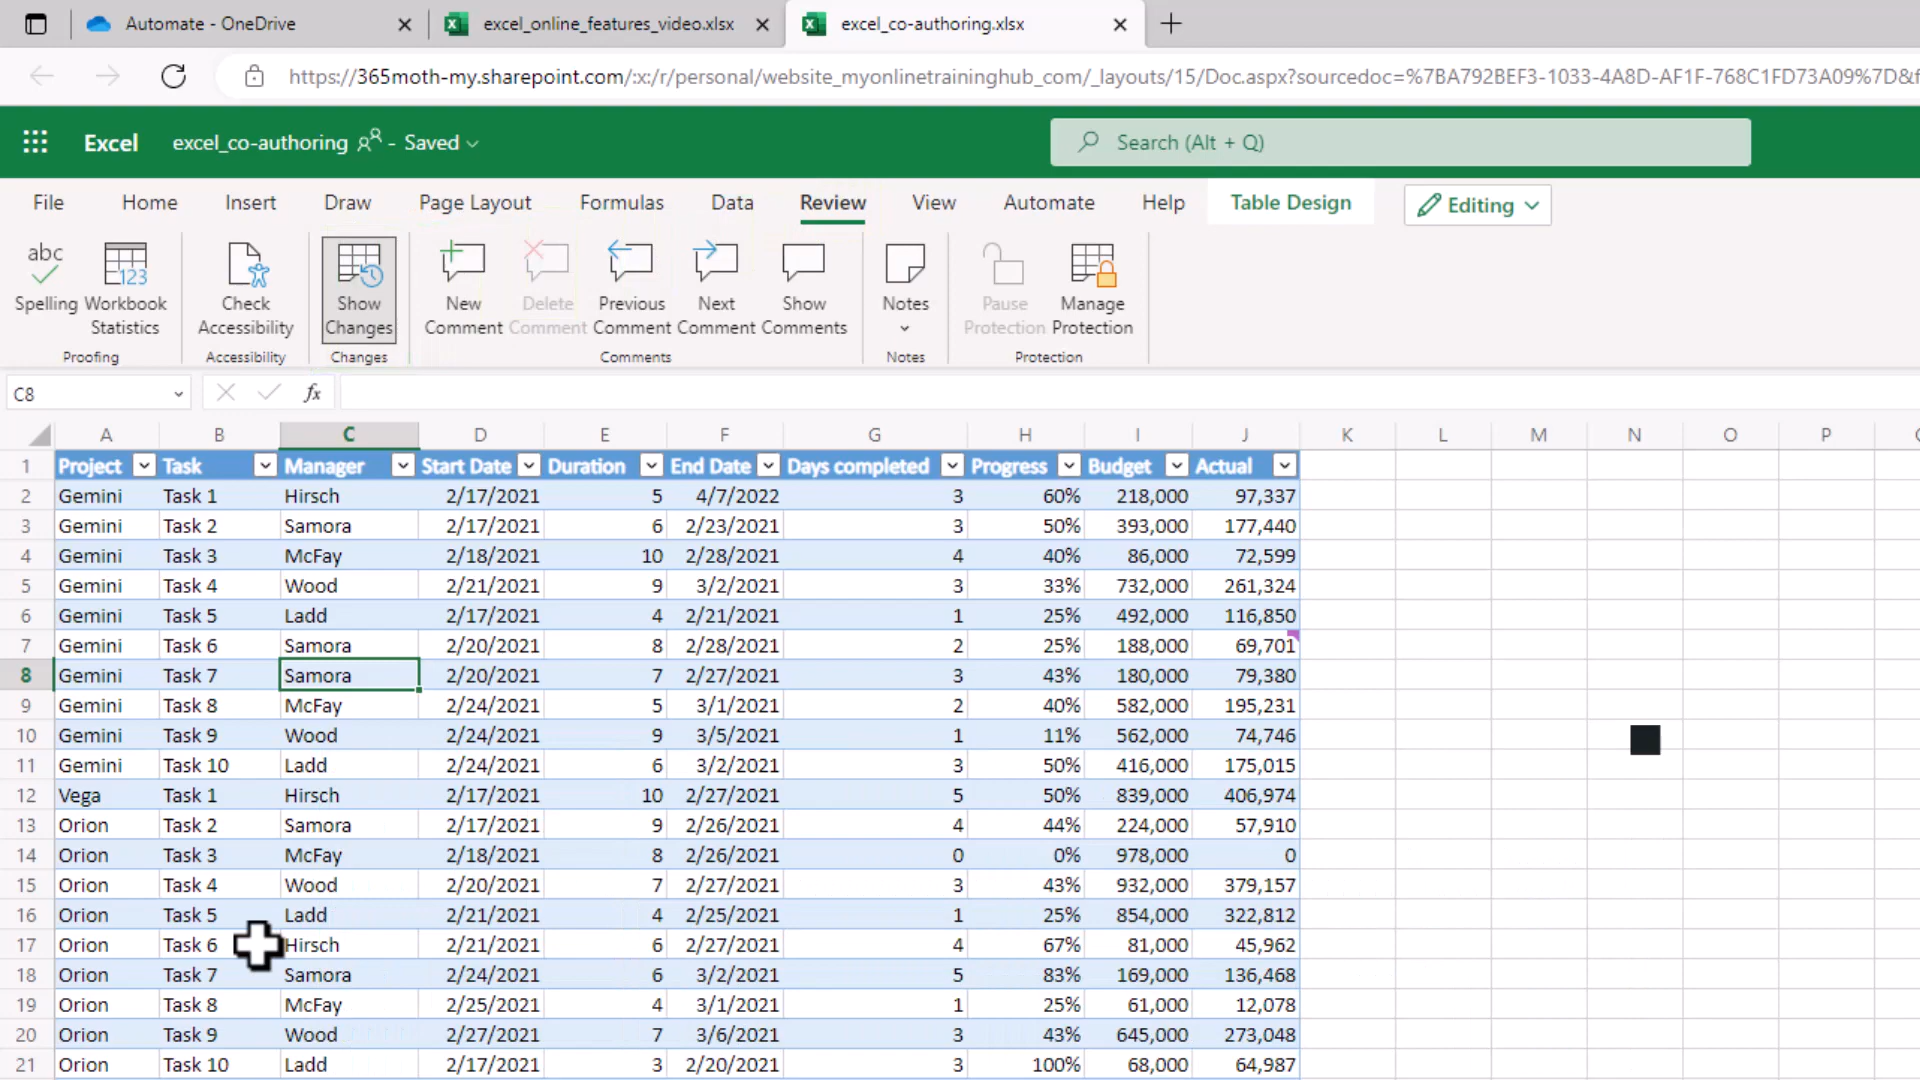 Automate - OneDrive
excel_online_features_video.xlsx
excel_co-authoring.xlsx
https://365moth-my.sharepoint.com/:x:/r/personal/website_myonlinetraininghub_com/_layouts/15/Doc.aspx?sourcedoc=%7BA792BEF3-1033-4A8D-AF1F-768C1FD73A09%7D&f
Excel excel_co-authoring - Saved
Search (Alt + Q)
File Home Insert Draw Page Layout Formulas Data Review View Automate Help Table Design Editing
abc 123
Spelling Workbook Statistics Check Accessibility Show Changes New Comment Delete Comment Previous Comment Next Comment Show Comments Notes Pause Protection Manage Protection
Proofing Accessibility Changes Comments Notes Protection
C8 fx
A B C D E F G H I J K L M N O P
1 Project Task Manager Start Date Duration End Date Days completed Progress Budget Actual
2 Gemini Task 1 Hirsch 2/17/2021 5 4/7/2022 3 60% 218,000 97,337
3 Gemini Task 2 Samora 2/17/2021 6 2/23/2021 3 50% 393,000 177,440
4 Gemini Task 3 McFay 2/18/2021 10 2/28/2021 4 40% 86,000 72,599
5 Gemini Task 4 Wood 2/21/2021 9 3/2/2021 3 33% 732,000 261,324
6 Gemini Task 5 Ladd 2/17/2021 4 2/21/2021 1 25% 492,000 116,850
7 Gemini Task 6 Samora 2/20/2021 8 2/28/2021 2 25% 188,000 69,701
8 Gemini Task 7 Samora 2/20/2021 7 2/27/2021 3 43% 180,000 79,380
9 Gemini Task 8 McFay 2/24/2021 5 3/1/2021 2 40% 582,000 195,231
10 Gemini Task 9 Wood 2/24/2021 9 3/5/2021 1 11% 562,000 74,746
11 Gemini Task 10 Ladd 2/24/2021 6 3/2/2021 3 50% 416,000 175,015
12 Vega Task 1 Hirsch 2/17/2021 10 2/27/2021 5 50% 839,000 406,974
13 Orion Task 2 Samora 2/17/2021 9 2/26/2021 4 44% 224,000 57,910
14 Orion Task 3 McFay 2/18/2021 8 2/26/2021 0 0% 978,000 0
15 Orion Task 4 Wood 2/20/2021 7 2/27/2021 3 43% 932,000 379,157
16 Orion Task 5 Ladd 2/21/2021 4 2/25/2021 1 25% 854,000 322,812
17 Orion Task 6 Hirsch 2/21/2021 6 2/27/2021 4 67% 81,000 45,962
18 Orion Task 7 Samora 2/24/2021 6 3/2/2021 5 83% 169,000 136,468
19 Orion Task 8 McFay 2/25/2021 4 3/1/2021 1 25% 61,000 12,078
20 Orion Task 9 Wood 2/27/2021 7 3/6/2021 3 43% 645,000 273,048
21 Orion Task 10 Ladd 2/17/2021 3 2/20/2021 3 100% 68,000 64,987